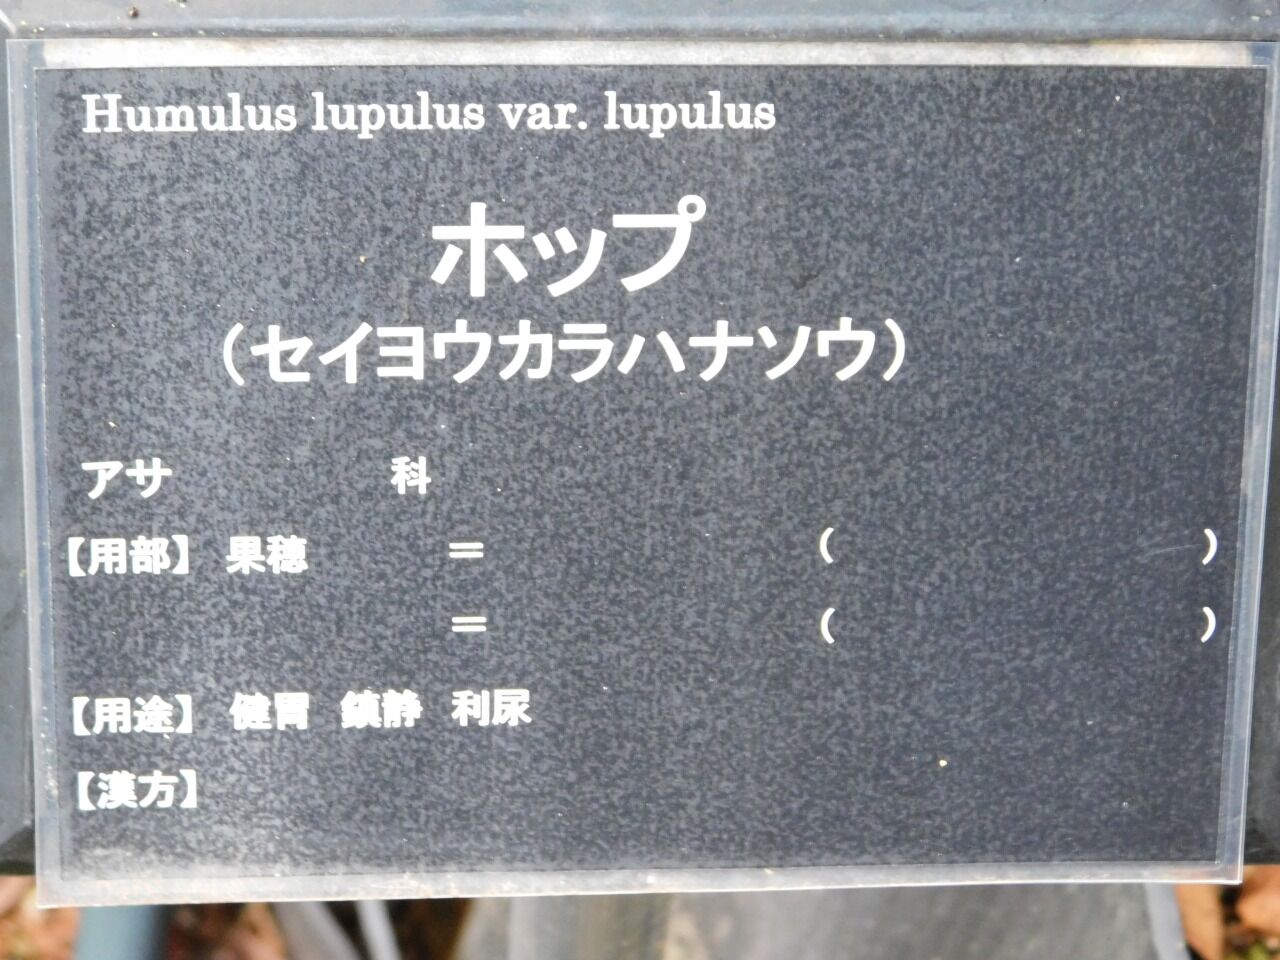 Humulus lupulus var. lupulus
ホップ
（セイヨウカラハナソウ）
アサ 科
【用部】 果穂 ＝ （ ）
＝ （ ）
【用途】 健胃 鎮静 利尿
【漢方】